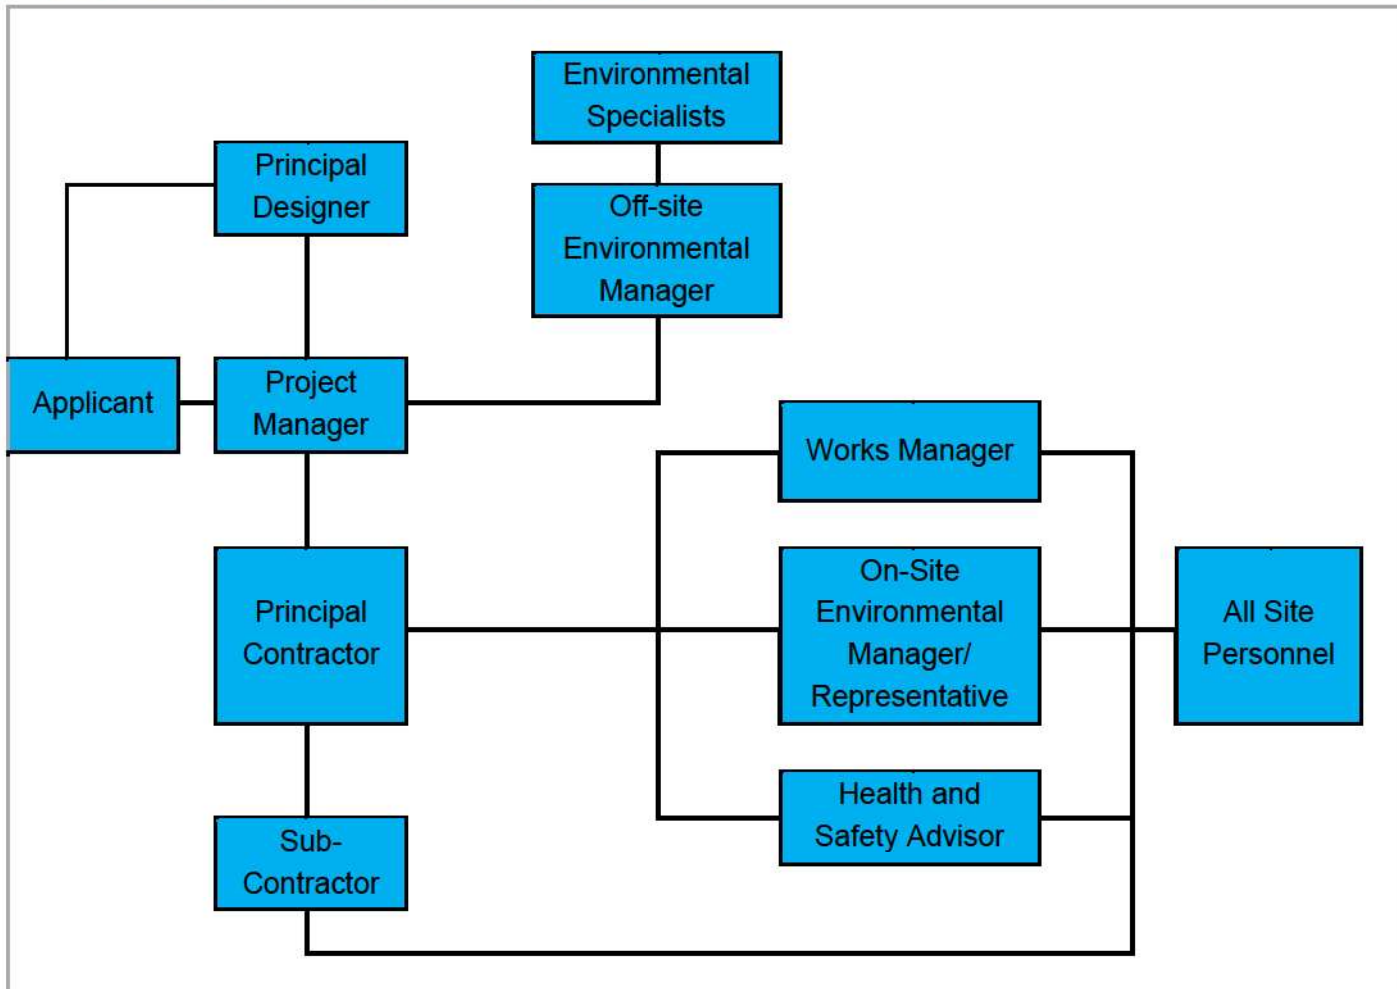 Environmental
Specialists
Principal
Designer
Off-site
Environmental
Manager
Applicant
Project
Manager
Works Manager
Principal
Contractor
On-Site
Environmental
Manager/
Representative
All Site
Personnel
Health and
Safety Advisor
Sub-
Contractor